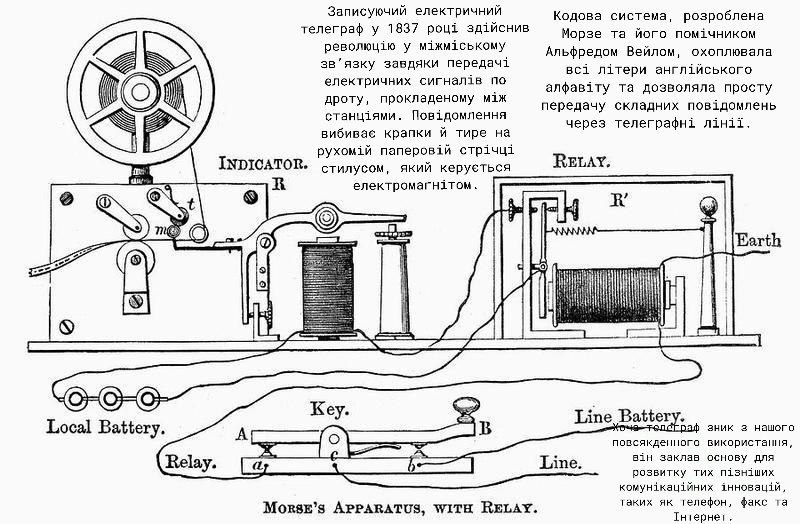 Записуючий електричний
телеграф у 1837 році здійснив
революцію у міжміському
зв’язку завдяки передачі
електричних сигналів по
дроту, прокладеному між
станціями. Повідомлення
вибиває крапки й тире на
рухомій паперовій стрічці
стилусом, який керується
електромагнітом.
Кодова система, розроблена
Морзе та його помічником
Альфредом Вейлом, охоплювала
всі літери англійського
алфавіту та дозволяла просту
передачу складних повідомлень
через телеграфні лінії.
INDICATOR.
R
t
m
RELAY.
R'
Earth
Local Battery.
Key.
A
B
Relay.
a
c
b
Line Battery.
Line.
Хоча телеграф зник з нашого
повсякденного використання,
він заклав основу для
розвитку тих пізніших
комунікаційних інновацій,
таких як телефон, факс та
Інтернет.
MORSE'S APPARATUS, WITH RELAY.